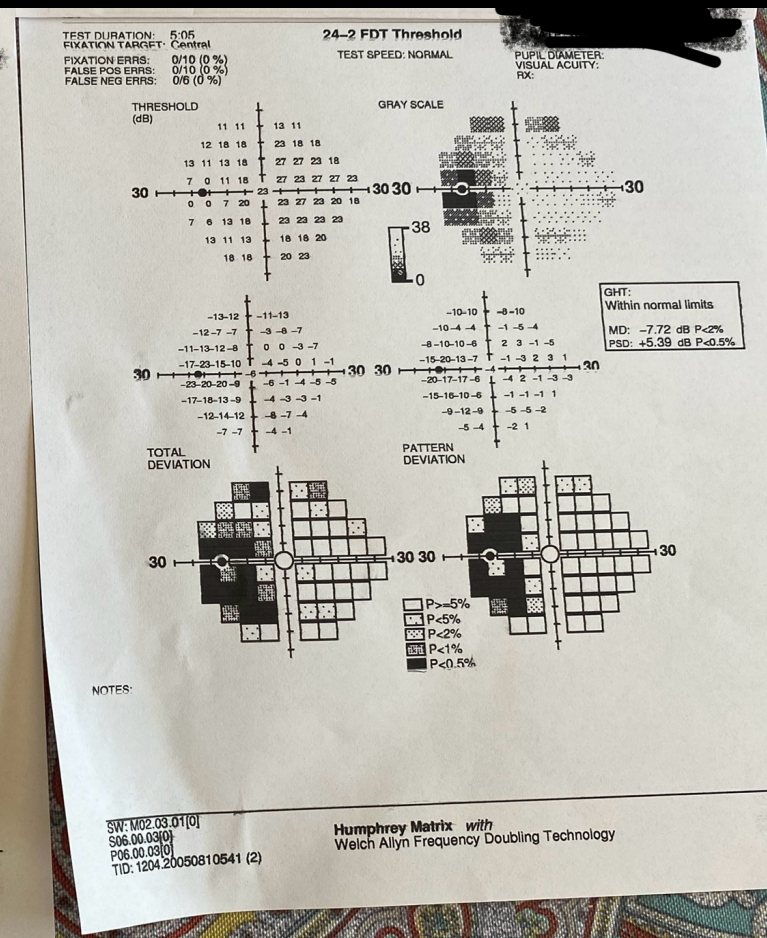 TEST DURATION: 5:05
24-2 FDT Threshold
FIXATION TARGET: Central
TEST SPEED: NORMAL
PUPIL DIAMETER:
FIXATION ERRS: 0/10 (0 %)
VISUAL ACUITY:
FALSE POS ERRS: 0/10 (0 %)
RX:
FALSE NEG ERRS: 0/6 (0 %)
THRESHOLD
(dB)
GRAY SCALE
11 11 13 11
12 18 18 23 18 18
13 11 13 18 27 27 23 18
7 0 11 18 27 23 27 27 23
30 23 30 30 30
0 0 7 20 23 27 23 20 18
7 6 13 18 23 23 23 23
13 11 13 18 18 20
18 18 20 23
38
0
GHT:
Within normal limits
MD: -7.72 dB P<2%
PSD: +5.39 dB P<0.5%
-13-12 -11-13
-12-7 -7 -3 -8 -7
-11-13-12-8 0 0 -3 -7
-17-23-15-10 -4 -5 0 1 -1
30 -6 30
-23-20-20-9 -6 -1 -4 -5 -5
-17-18-13-9 -4 -3 -3 -1
-12-14-12 -8 -7 -4
-7 -7 -4 -1
TOTAL
DEVIATION
-10-10 -8-10
-10-4 -4 -1 -5 -4
-8-10-10-6 2 3 -1 -5
-15-20-13-7 -1 -3 2 3 1
30 -4 30
-20-17-17-6 -4 2 -1 -3 -3
-15-16-10-6 -1 -1 -1 1
-9-12-9 -5 -5 -2
-5 -4 -2 1
PATTERN
DEVIATION
30 30 30 30
P>=5%
P<5%
P<2%
P<1%
P<0.5%
NOTES:
SW: M02.03.01[0]
S06.00.03[0]
P06.00.03[0]
TID: 1204.20050810541 (2)
Humphrey Matrix with
Welch Allyn Frequency Doubling Technology